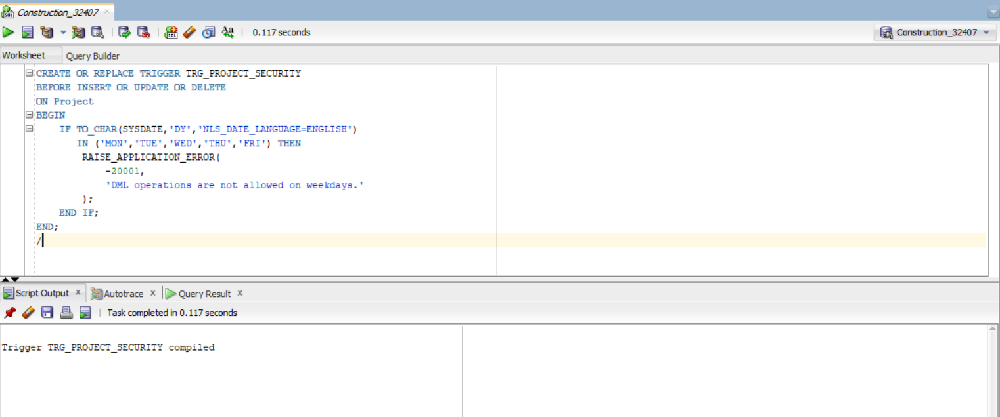 Construction_32407
0.117 seconds
Construction_32407
Worksheet
Query Builder
CREATE OR REPLACE TRIGGER TRG_PROJECT_SECURITY
BEFORE INSERT OR UPDATE OR DELETE
ON Project
BEGIN
IF TO_CHAR(SYSDATE,'DY','NLS_DATE_LANGUAGE=ENGLISH')
IN ('MON','TUE','WED','THU','FRI') THEN
RAISE_APPLICATION_ERROR(
-20001,
'DML operations are not allowed on weekdays.'
);
END IF;
END;
/
Script Output x
Autotrace x
Query Result x
Task completed in 0.117 seconds
Trigger TRG_PROJECT_SECURITY compiled